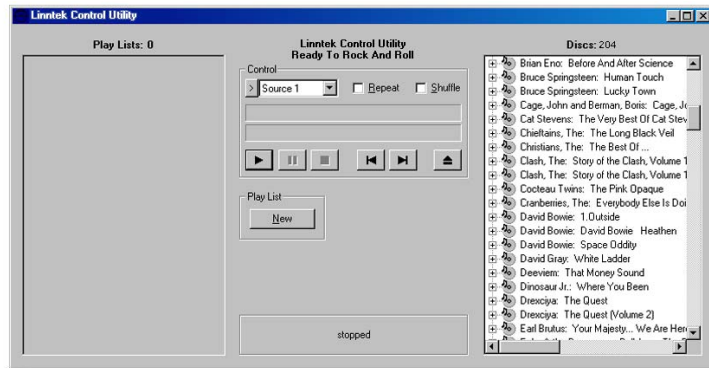 Linntek Control Utility
Play Lists: 0
Linntek Control Utility
Ready To Rock And Roll
Control
Source 1
Repeat
Shuffle
Play List
New
stopped
Discs: 204
Brian Eno: Before And After Science
Bruce Springsteen: Human Touch
Bruce Springsteen: Lucky Town
Cage, John and Berman, Boris: Cage, Jo
Cat Stevens: The Very Best Of Cat Stev
Chieftains, The: The Long Black Veil
Christians, The: The Best Of ...
Clash, The: Story of the Clash, Volume 1
Clash, The: Story of the Clash, Volume 1
Cocteau Twins: The Pink Opaque
Cranberries, The: Everybody Else Is Doi
David Bowie: 1.Outside
David Bowie: David Bowie Heathen
David Bowie: Space Oddity
David Gray: White Ladder
Deeviem: That Money Sound
Dinosaur Jr.: Where You Been
Drexciya: The Quest
Drexciya: The Quest (Volume 2)
Earl Brutus: Your Majesty... We Are Here